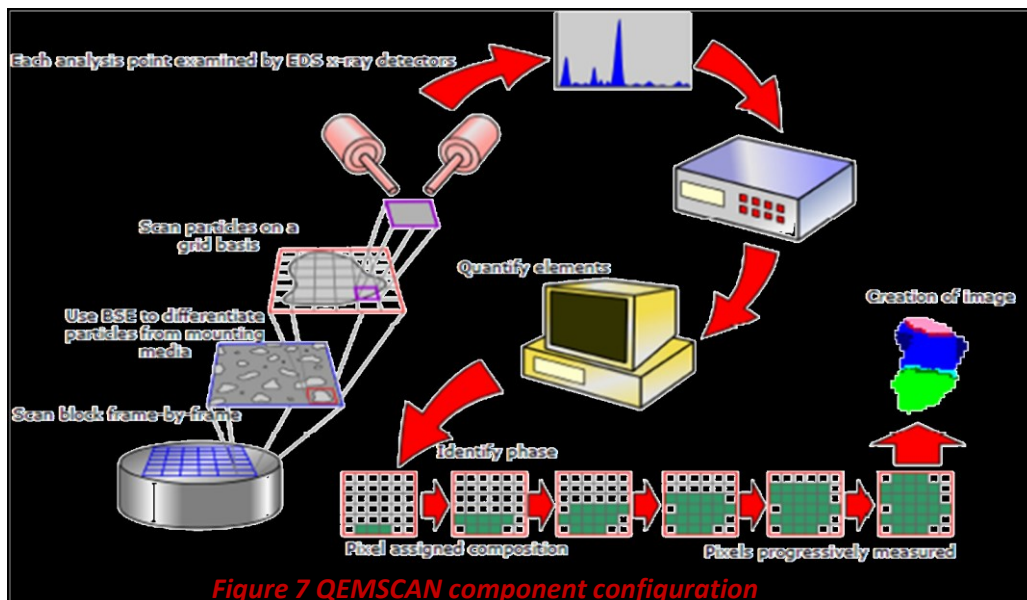 Each analysis point examined by EDS x-ray detectors
Scan particles on a
grid basis
Quantify elements
Creation of image
Use BSE to differentiate
particles from mounting
media
Scan block frame-by-frame
Identify phase
Pixel assigned composition
Pixels progressively measured
Figure 7 QEMSCAN component configuration